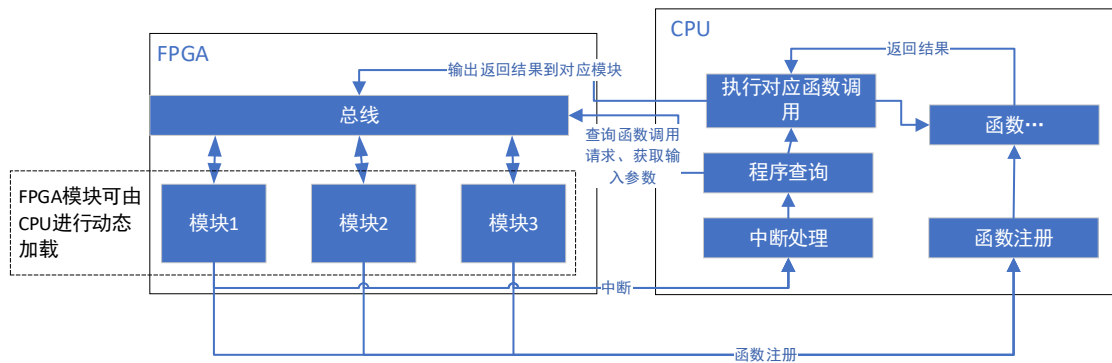 FPGA
CPU
返回结果
输出返回结果到对应模块
执行对应函数调
用
总线
函数…
查询函数调用
请求、获取输
入参数
程序查询
FPGA模块可由
CPU进行动态
加载
模块1
模块2
模块3
中断处理
函数注册
中断
函数注册